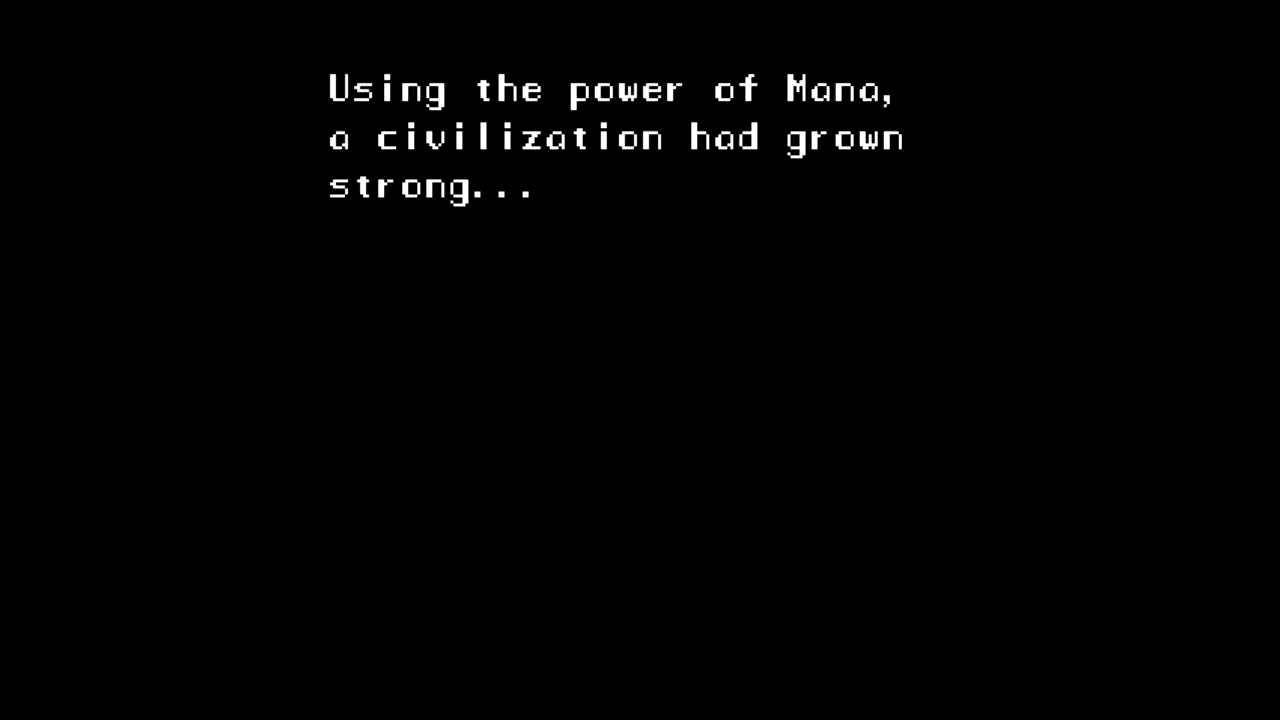 Using the power of Mana,
a civilization had grown
strong...